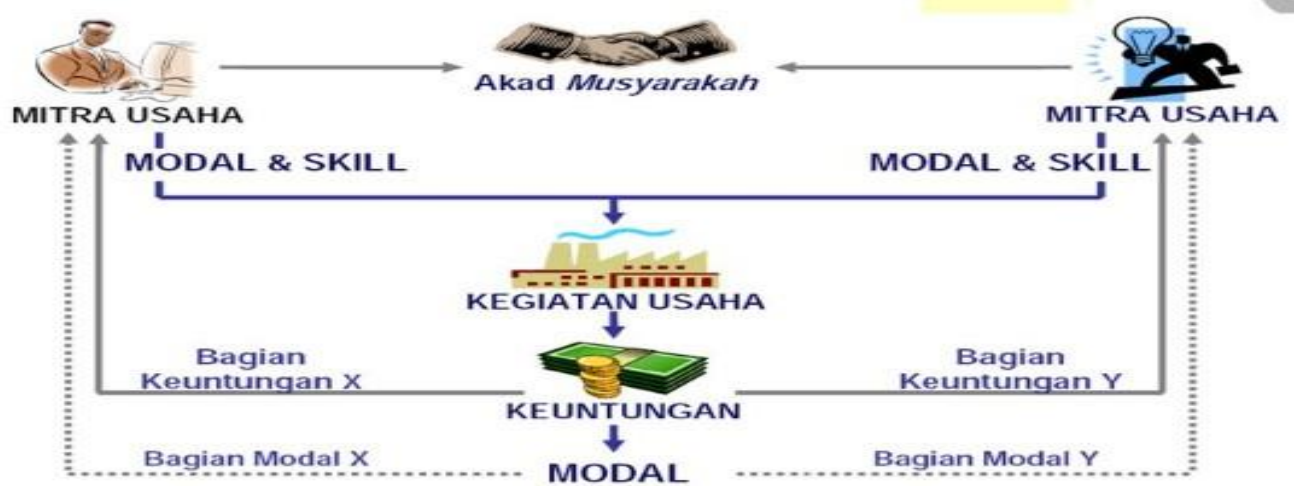 Akad Musyarakah
MITRA USAHA
MITRA USAHA
MODAL & SKILL
MODAL & SKILL
KEGIATAN USAHA
Bagian
Keuntungan X
Bagian
Keuntungan Y
KEUNTUNGAN
Bagian Modal X
MODAL
Bagian Modal Y